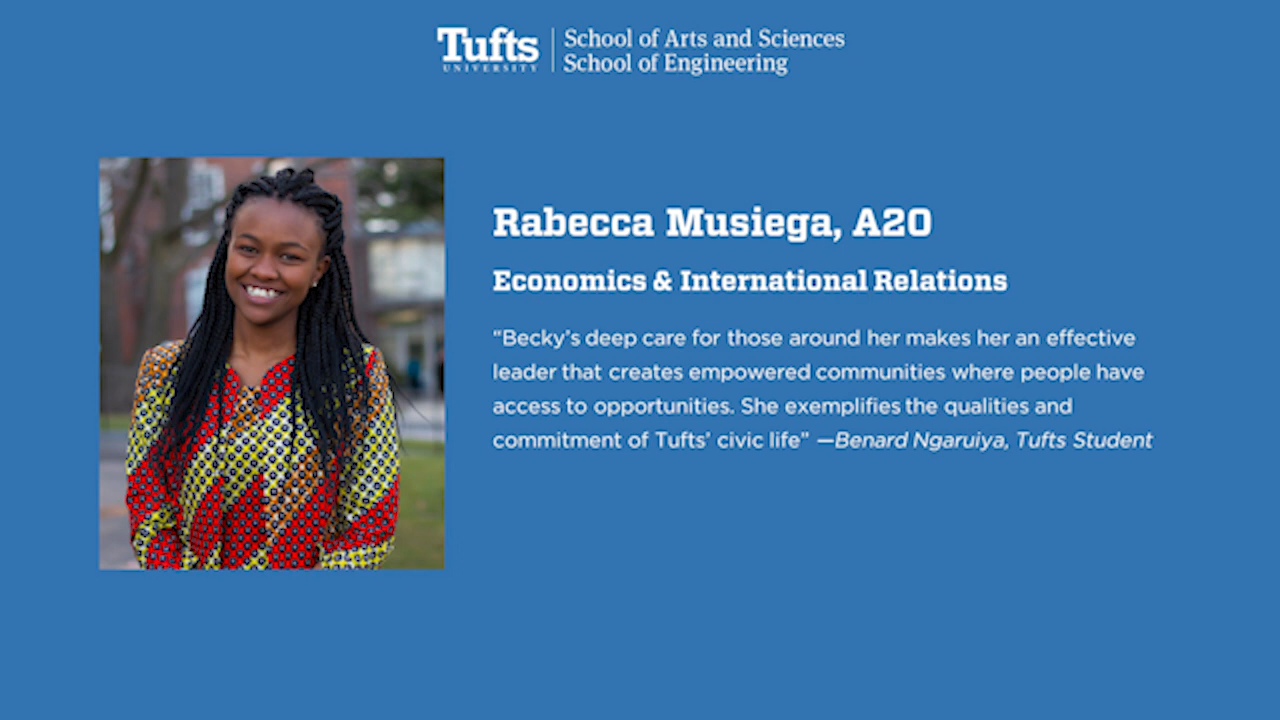 Tufts
UNIVERSITY
School of Arts and Sciences
School of Engineering
Rabecca Musiega, A20
Economics & International Relations
"Becky's deep care for those around her makes her an effective
leader that creates empowered communities where people have
access to opportunities. She exemplifies the qualities and
commitment of Tufts' civic life” —Benard Ngaruiya, Tufts Student